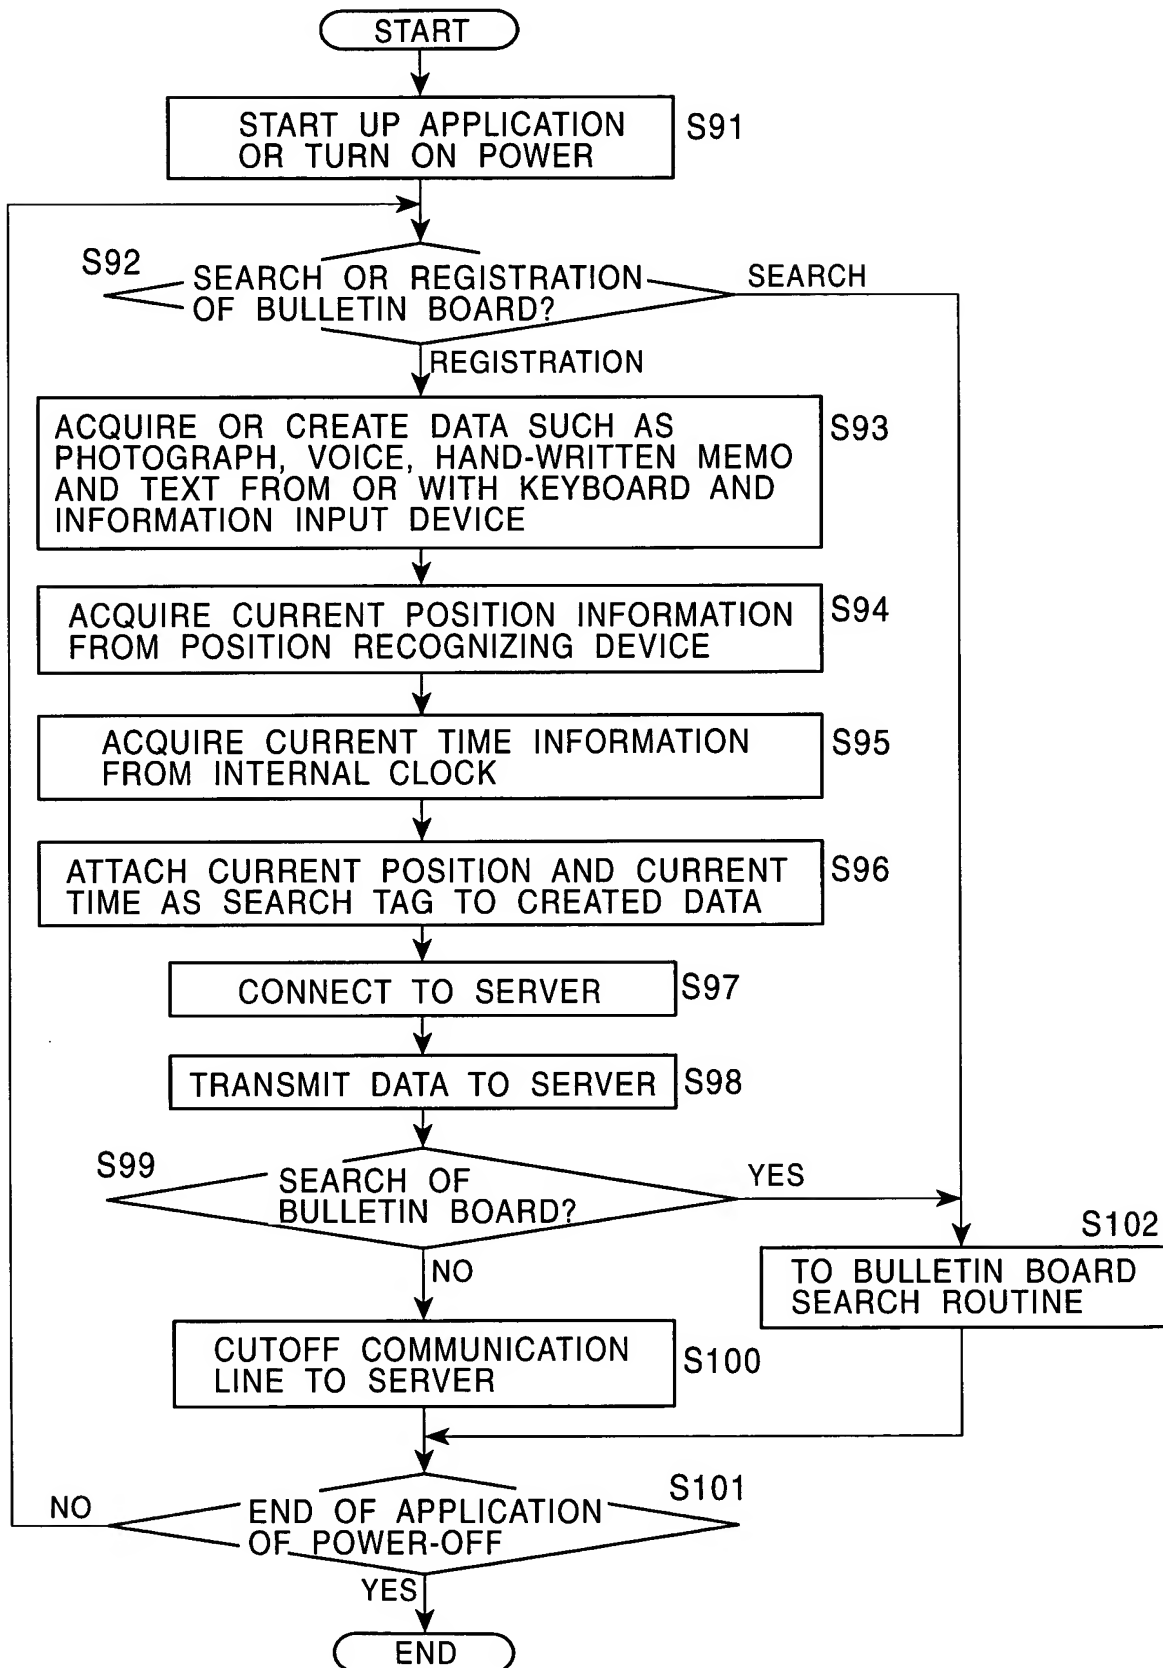 START
START UP APPLICATION
OR TURN ON POWER
S91
S92
SEARCH OR REGISTRATION
OF BULLETIN BOARD?
SEARCH
REGISTRATION
ACQUIRE OR CREATE DATA SUCH AS
PHOTOGRAPH, VOICE, HAND-WRITTEN MEMO
AND TEXT FROM OR WITH KEYBOARD AND
INFORMATION INPUT DEVICE
S93
ACQUIRE CURRENT POSITION INFORMATION
FROM POSITION RECOGNIZING DEVICE
S94
ACQUIRE CURRENT TIME INFORMATION
FROM INTERNAL CLOCK
S95
ATTACH CURRENT POSITION AND CURRENT
TIME AS SEARCH TAG TO CREATED DATA
S96
CONNECT TO SERVER
S97
TRANSMIT DATA TO SERVER
S98
S99
SEARCH OF
BULLETIN BOARD?
YES
NO
S102
TO BULLETIN BOARD
SEARCH ROUTINE
CUTOFF COMMUNICATION
LINE TO SERVER
S100
S101
END OF APPLICATION
OF POWER-OFF
NO
YES
END